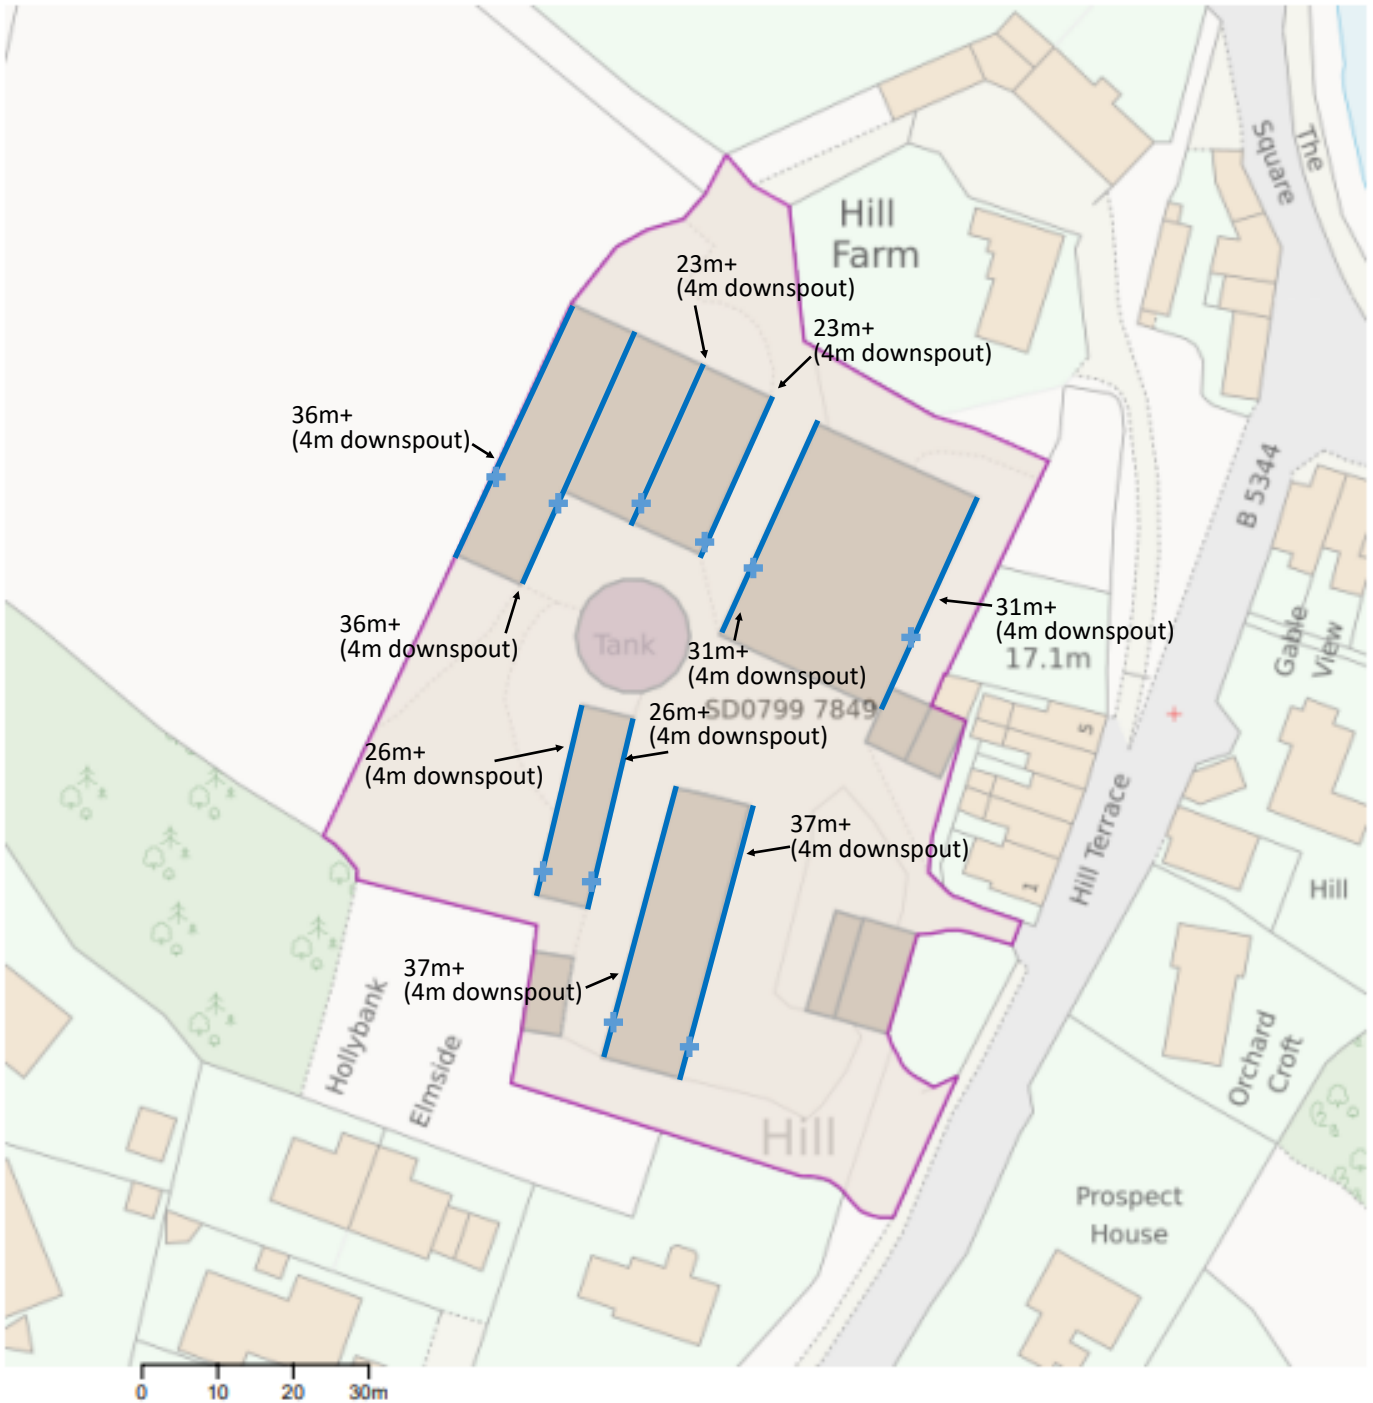 The
Square
Hill
Farm
23m+
(4m downspout)
23m+
(4m downspout)
36m+
(4m downspout)
B 5344
36m+
(4m downspout)
Tank
31m+
(4m downspout)
31m+
(4m downspout)
17.1m
Gable
View
SD0799 7849
26m+
(4m downspout)
26m+
(4m downspout)
5
37m+
(4m downspout)
Hill Terrace
1
Hill
37m+
(4m downspout)
Hollybank
Elmside
Orchard
Croft
Hill
Prospect
House
0 10 20 30m